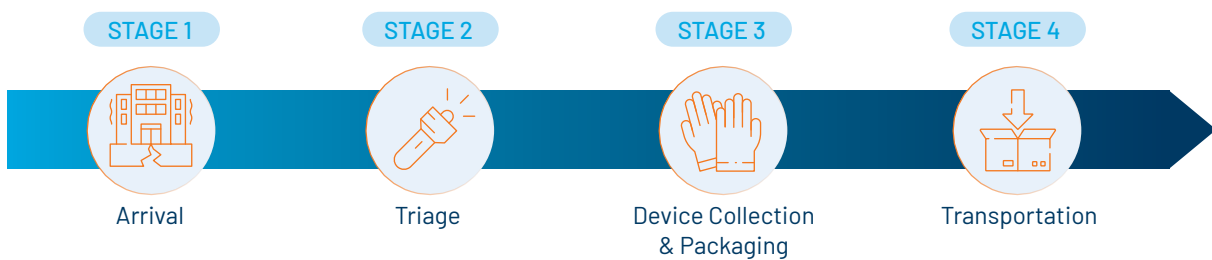 STAGE 1
STAGE 2
STAGE 3
STAGE 4
Arrival
Triage
Device Collection
& Packaging
Transportation